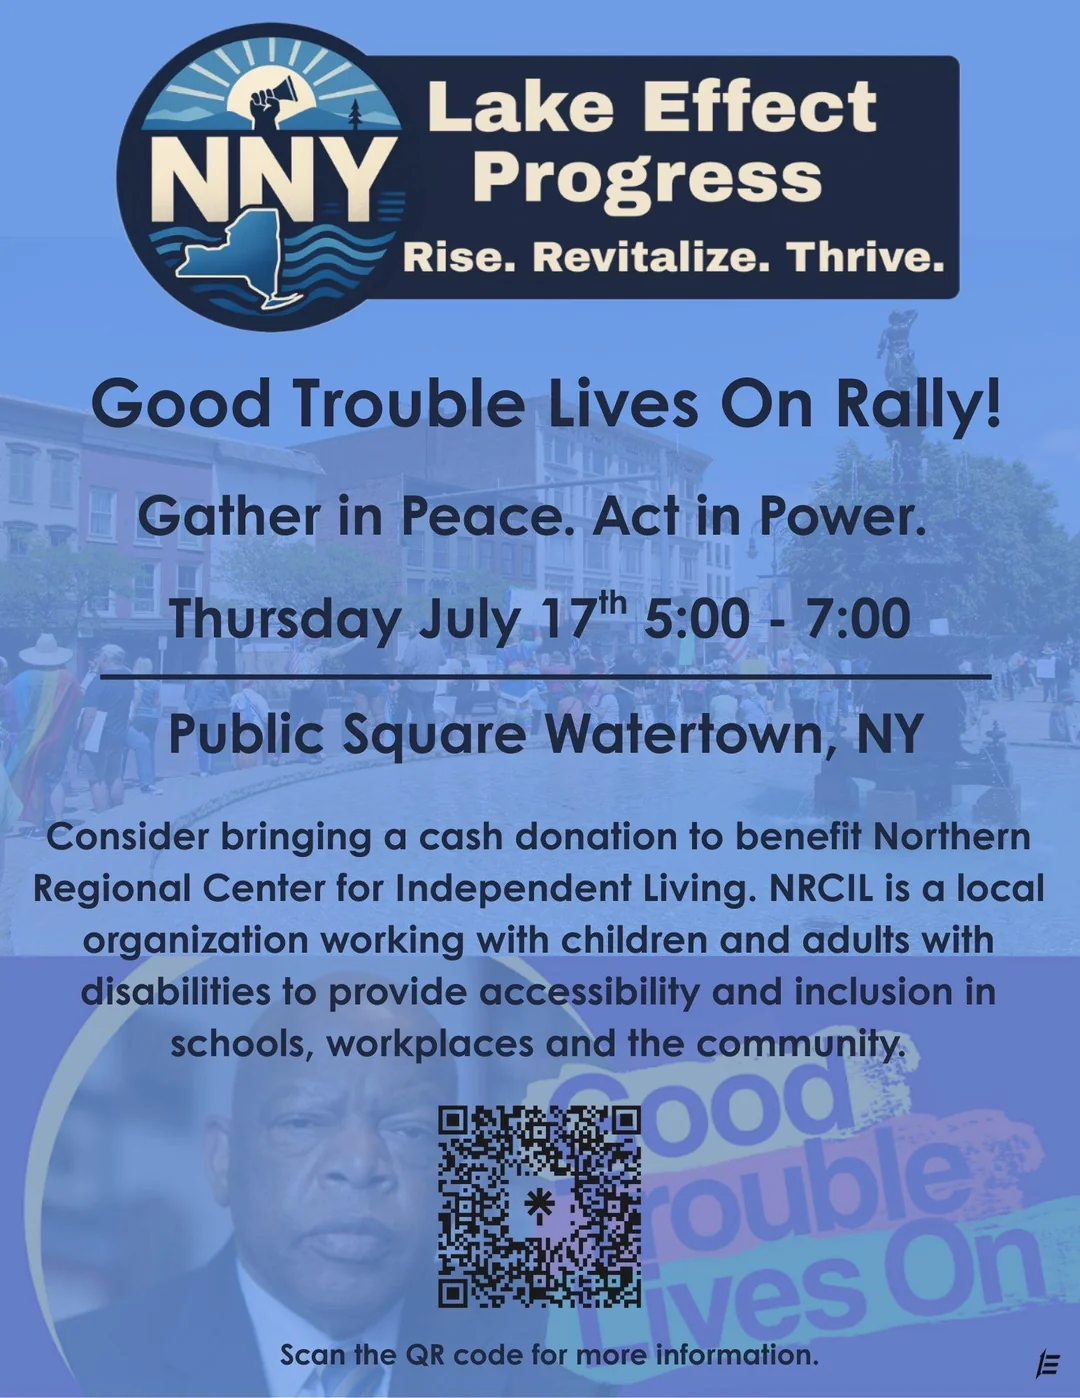 NNY
Lake Effect
Progress
Rise. Revitalize. Thrive.
Good Trouble Lives On Rally!
Gather in Peace. Act in Power.
Thursday July 17th 5:00 - 7:00
Public Square Watertown, NY
Consider bringing a cash donation to benefit Northern
Regional Center for Independent Living. NRCIL is a local
organization working with children and adults with
disabilities to provide accessibility and inclusion in
schools, workplaces and the community.
Good
Trouble
Lives On
Scan the QR code for more information.